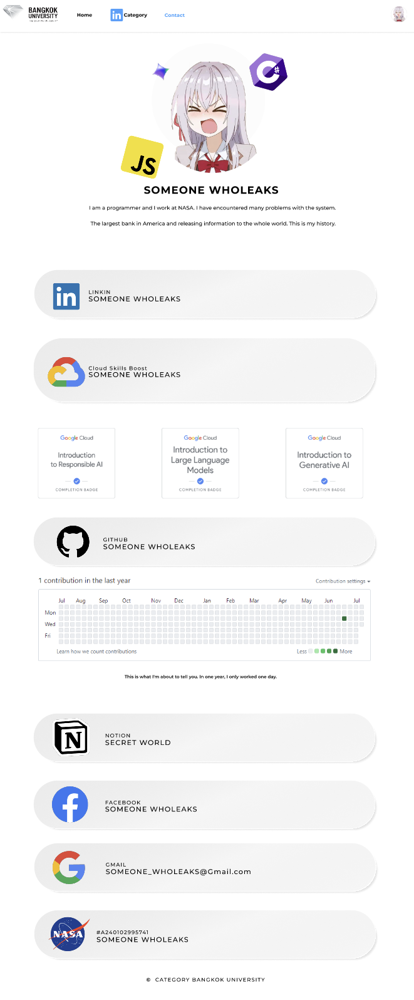 BANGKOK
UNIVERSITY
Home
in Category
Contact
C#
JS
SOMEONE WHOLEAKS
I am a programmer and I work at NASA. I have encountered many problems with the system.
The largest bank in America and releasing information to the whole world. This is my history.
in
LINKIN
SOMEONE WHOLEAKS
Cloud Skills Boost
SOMEONE WHOLEAKS
Google Cloud
Introduction
to Responsible AI
COMPLETION BADGE
Google Cloud
Introduction to
Large Language
Models
COMPLETION BADGE
Google Cloud
Introduction to
Generative AI
COMPLETION BADGE
GITHUB
SOMEONE WHOLEAKS
1 contribution in the last year
Contribution settings
Jul Aug Sep Oct Nov Dec Jan Feb Mar Apr May Jun Jul
Mon
Wed
Fri
Learn how we count contributions
Less More
This is what I'm about to tell you. In one year, I only worked one day.
N
NOTION
SECRET WORLD
f
FACEBOOK
SOMEONE WHOLEAKS
G
GMAIL
SOMEONE_WHOLEAKS@Gmail.com
NASA
#A240102995741
SOMEONE WHOLEAKS
© CATEGORY BANGKOK UNIVERSITY